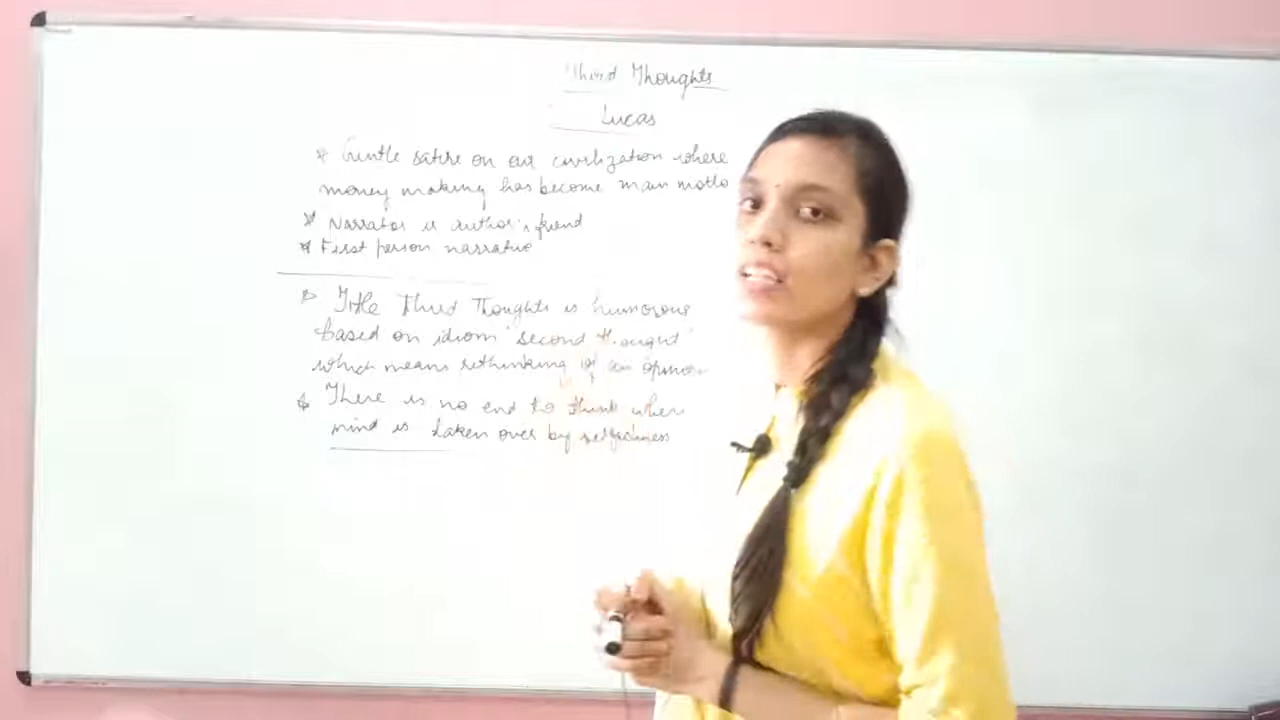 Third Thoughts
Lucas
* Gentle satire on our civilization where
money making has become main motto
* Narrator is author's friend
* First person narrative
Title Third Thoughts is humorous
based on idiom 'second thought'
which means rethinking of an opinion
There is no end to think when
mind is taken over by selfishness